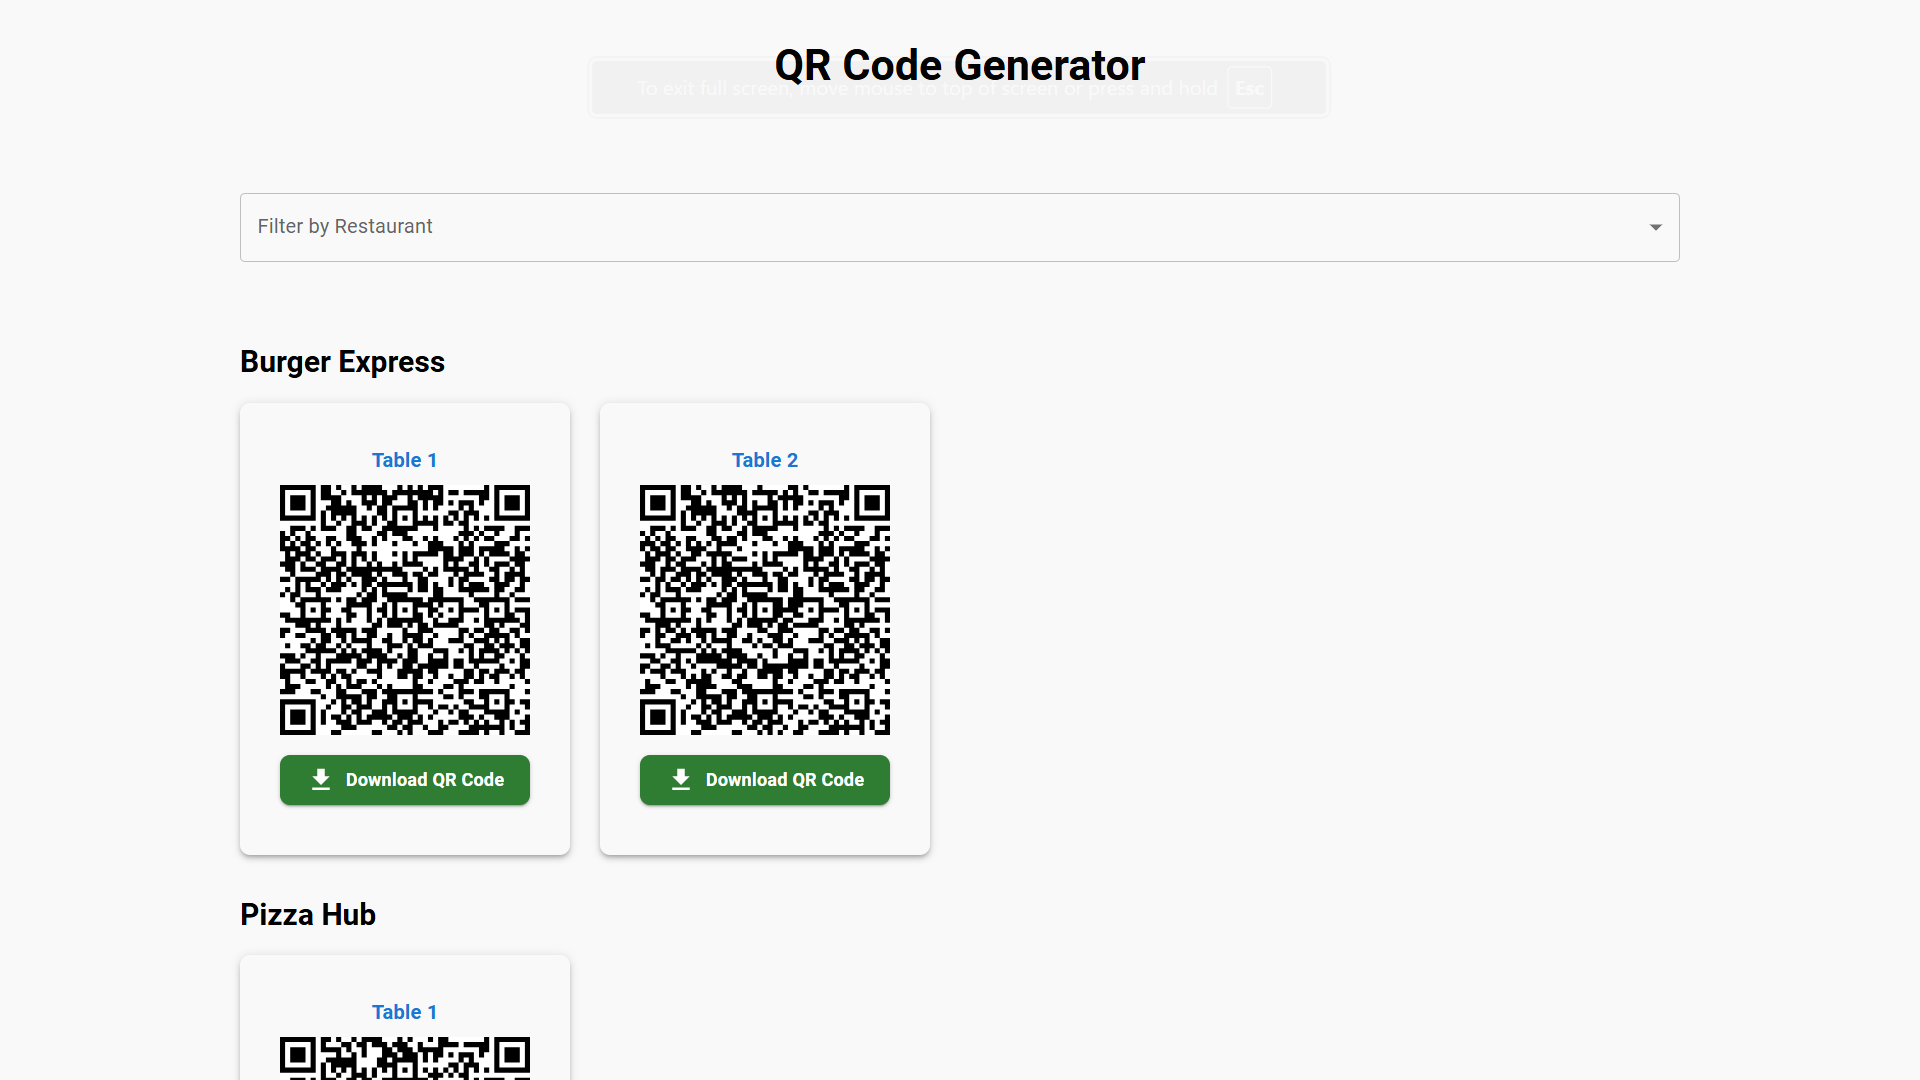 QR Code Generator
To exit full screen, move mouse to top of screen or press and hold Esc
Filter by Restaurant
Burger Express
Table 1
Table 2
Download QR Code
Download QR Code
Pizza Hub
Table 1